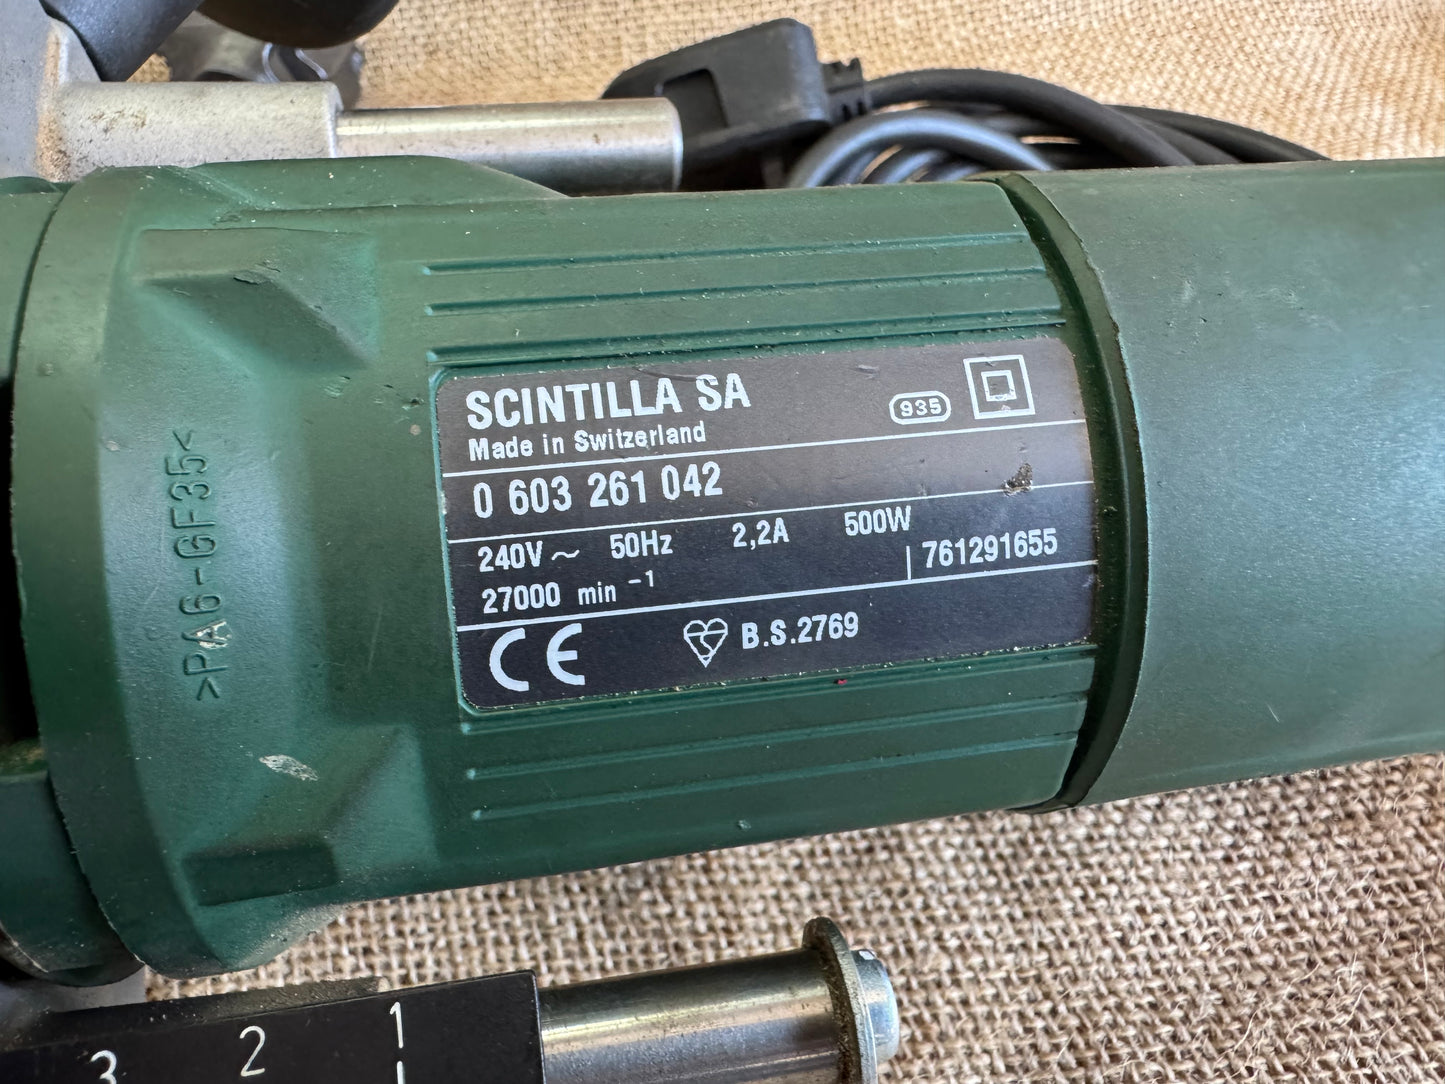 SCINTILLA SA
935
Made in Switzerland
0 603 261 042
240V ~ 50Hz 2,2A 500W
27000 min⁻¹ 761291655
CE B.S.2769
>PA6-GF35<
3 2 1